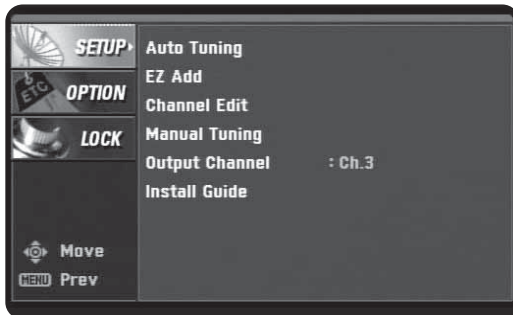 SETUP
OPTION
ETC
LOCK
Auto Tuning
EZ Add
Channel Edit
Manual Tuning
Output Channel : Ch.3
Install Guide
Move
MENU Prev